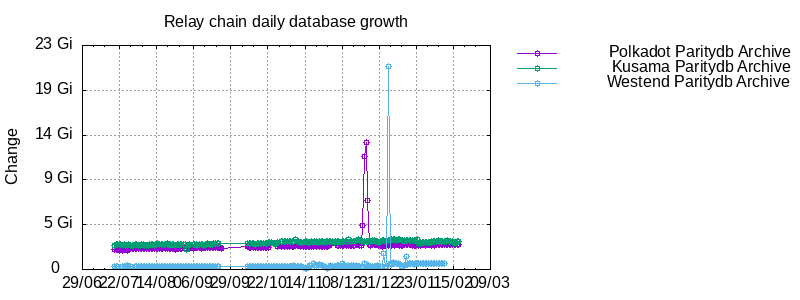 Relay chain daily database growth
23 Gi
19 Gi
14 Gi
9 Gi
5 Gi
0
Change
29/06 22/07 14/08 06/09 29/09 22/10 14/11 08/12 31/12 23/01 15/02 09/03
Polkadot Paritydb Archive
Kusama Paritydb Archive
Westend Paritydb Archive